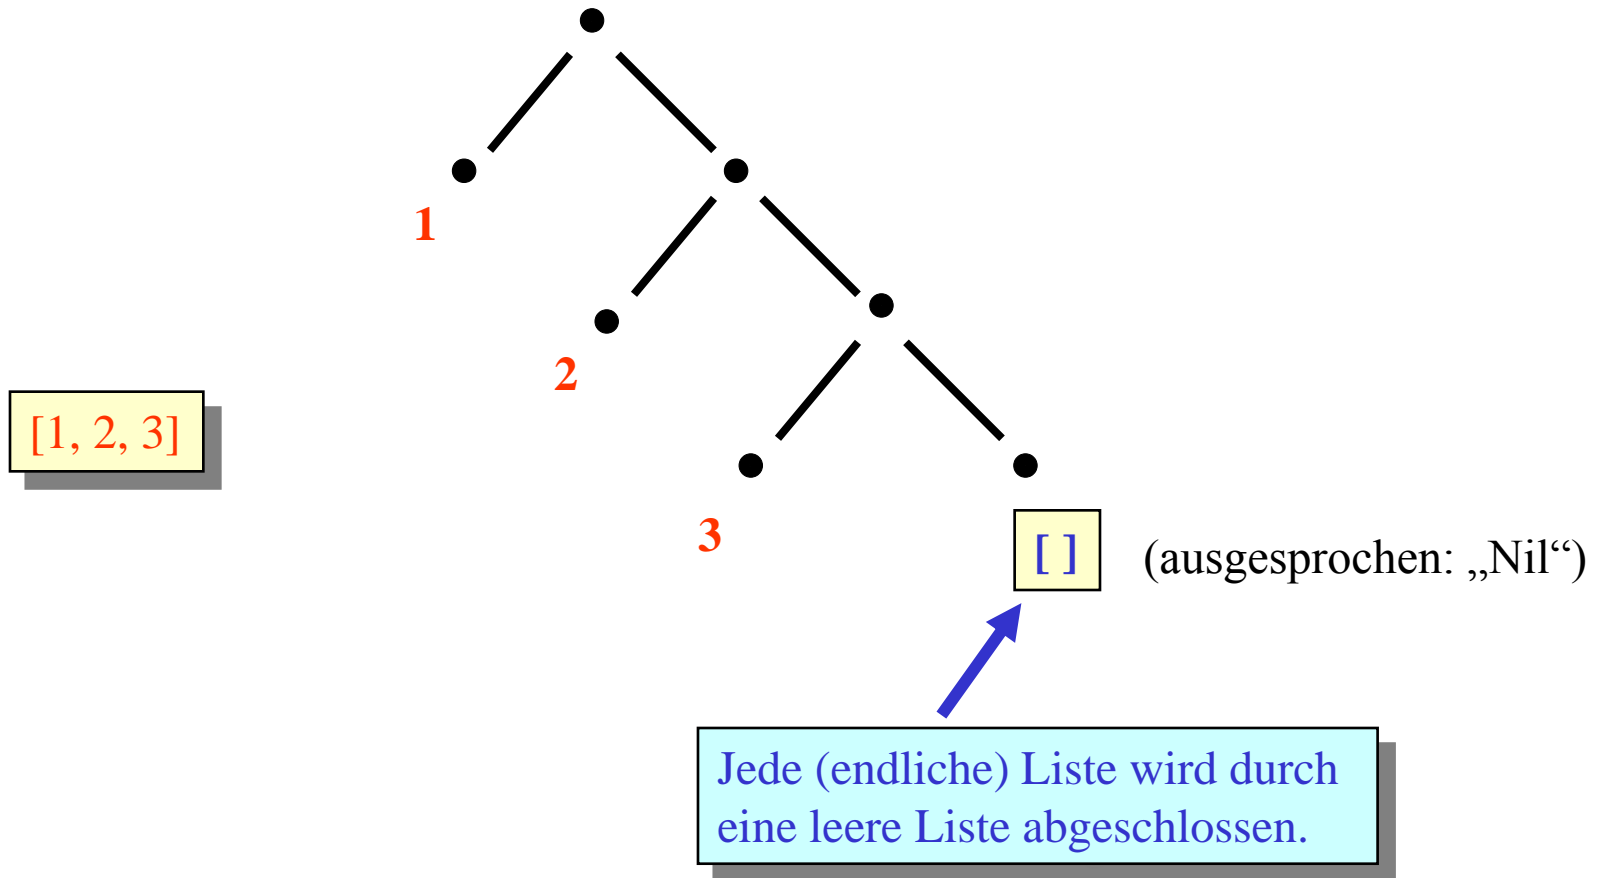 1
2
[1, 2, 3]
3
[ ]
(ausgesprochen: „Nil“)
Jede (endliche) Liste wird durch
eine leere Liste abgeschlossen.